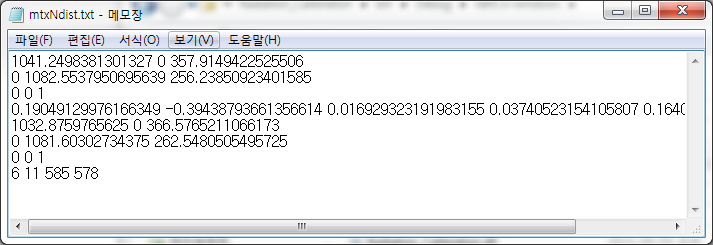 mtxNdist.txt - 메모장
파일(F) 편집(E) 서식(O) 보기(V) 도움말(H)
1041.2498381301327 0 357.9149422525506
0 1082.5537950695639 256.23850923401585
0 0 1
0.19049129976166349 -0.39438793661356614 0.016929323191983155 0.03740523154105807 0.1640
1032.8759765625 0 366.5765211066173
0 1081.60302734375 262.5480505495725
0 0 1
6 11 585 578